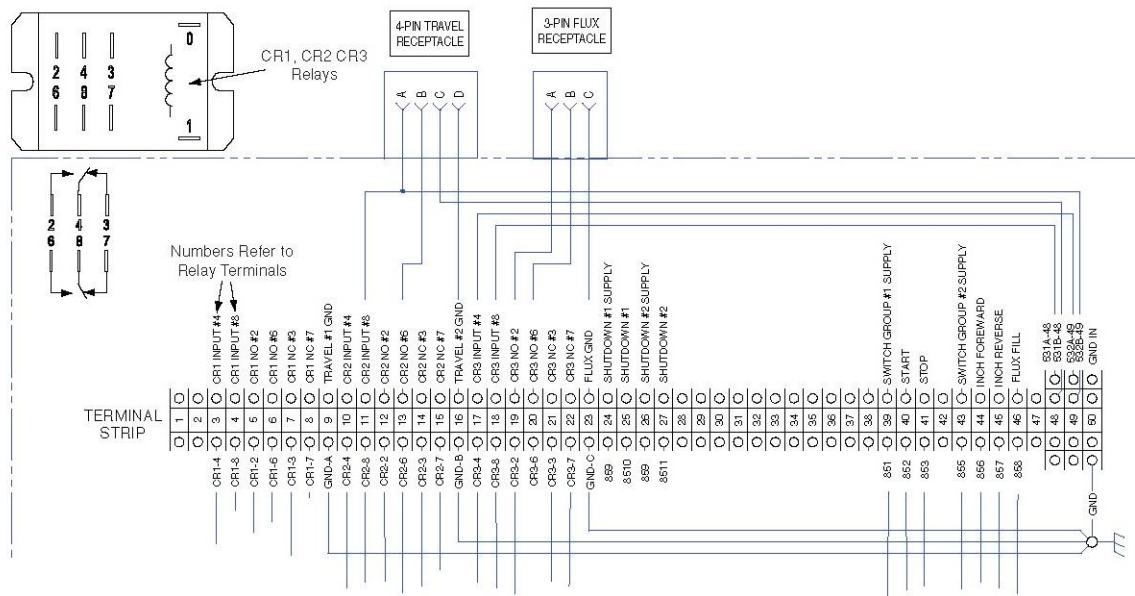 4-PIN TRAVEL
RECEPTACLE
3-PIN FLUX
RECEPTACLE
0
2 4 3
6 8 7
1
CR1, CR2 CR3
Relays
A
B
C
D
A
B
C
2 4 3
6 8 7
Numbers Refer to
Relay Terminals
CR1 INPUT #4
CR1 INPUT #8
CR1 NO #2
CR1 NO #6
CR1 NC #3
CR1 NC #7
TRAVEL #1 GND
CR2 INPUT #4
CR2 INPUT #8
CR2 NO #2
CR2 NO #6
CR2 NC #3
CR2 NC #7
TRAVEL #2 GND
CR3 INPUT #4
CR3 INPUT #8
CR3 NO #2
CR3 NO #6
CR3 NC #3
CR3 NC #7
FLUX GND
SHUTDOWN #1 SUPPLY
SHUTDOWN #1
SHUTDOWN #2 SUPPLY
SHUTDOWN #2
SWITCH GROUP #1 SUPPLY
START
STOP
SWITCH GROUP #2 SUPPLY
INCH FOREWARD
INCH REVERSE
FLUX FILL
531A-48
531B-48
532A-49
532B-49
GND IN
TERMINAL
STRIP
1 2 3 4 5 6 7 8 9 10 11 12 13 14 15 16 17 18 19 20 21 22 23 24 25 26 27 28 29 30 31 32 33 34 35 36 37 38 39 40 41 42 43 44 45 46 47 48 49 50
CR1-4
CR1-8
CR1-2
CR1-6
CR1-3
CR1-7
GND-A
CR2-4
CR2-8
CR2-2
CR2-6
CR2-3
CR2-7
GND-B
CR3-4
CR3-8
CR3-2
CR3-6
CR3-3
CR3-7
GND-C
859
8510
859
8511
851
852
853
855
856
857
858
GND